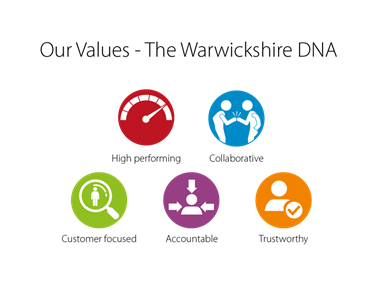 Our Values - The Warwickshire DNA
High performing
Collaborative
Customer focused
Accountable
Trustworthy